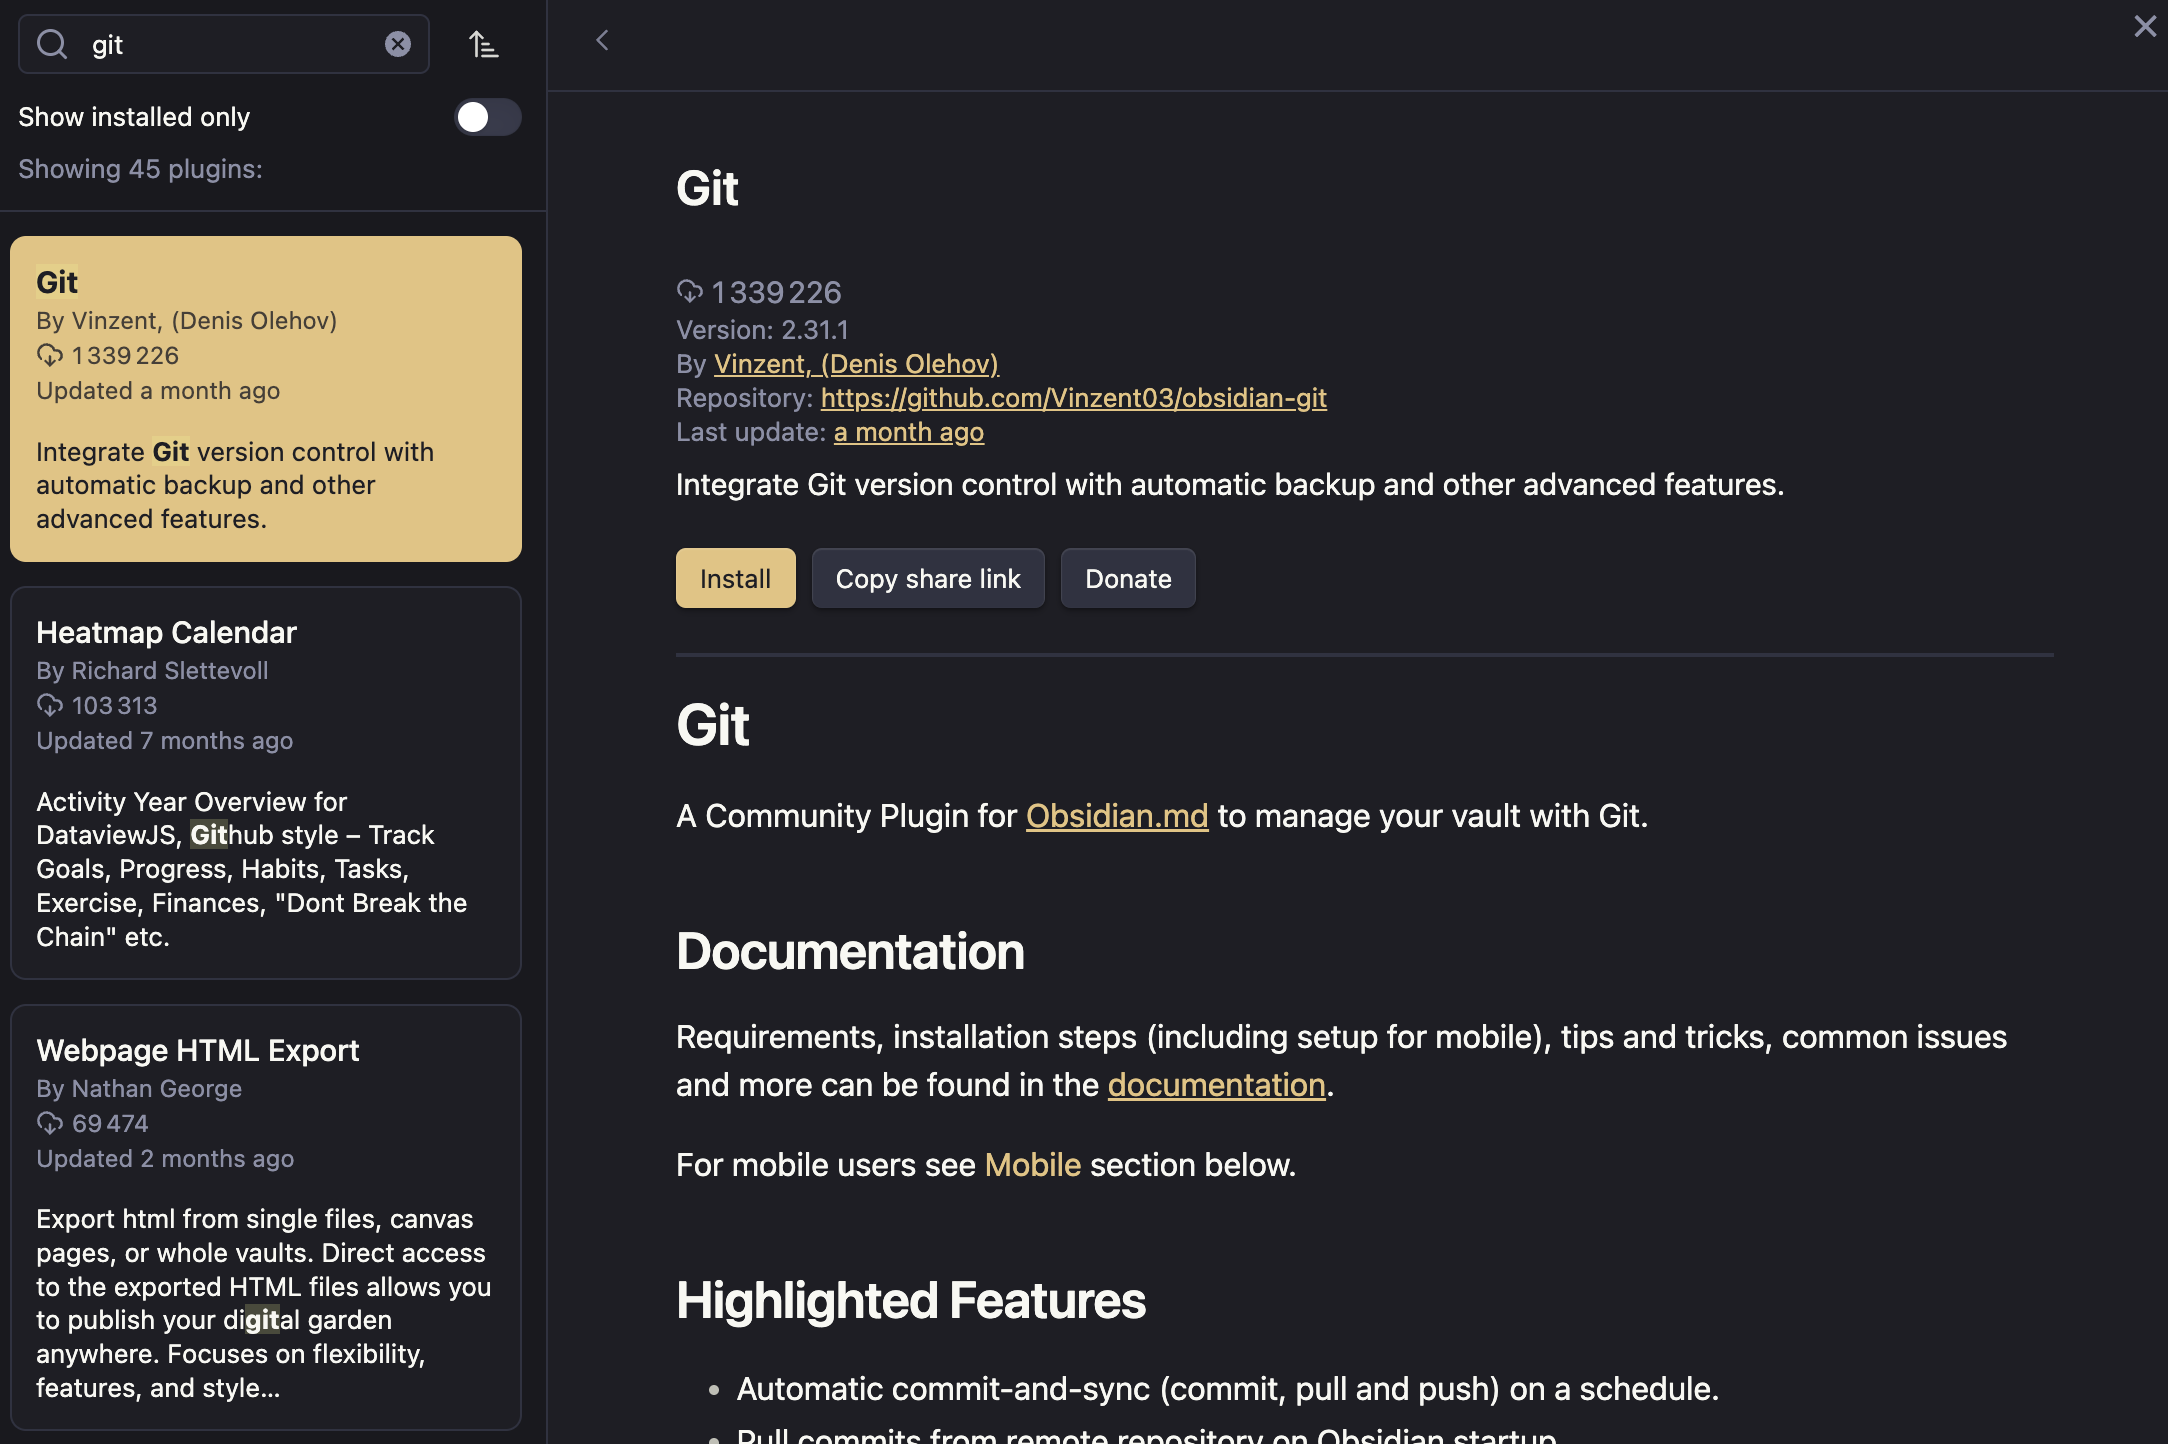 git
Show installed only
Showing 45 plugins:
Git
By Vinzent, (Denis Olehov)
1 339 226
Updated a month ago
Integrate Git version control with
automatic backup and other
advanced features.
Heatmap Calendar
By Richard Slettevoll
103 313
Updated 7 months ago
Activity Year Overview for
DataviewJS, Github style – Track
Goals, Progress, Habits, Tasks,
Exercise, Finances, "Dont Break the
Chain" etc.
Webpage HTML Export
By Nathan George
69 474
Updated 2 months ago
Export html from single files, canvas
pages, or whole vaults. Direct access
to the exported HTML files allows you
to publish your digital garden
anywhere. Focuses on flexibility,
features, and style...
Git
1 339 226
Version: 2.31.1
By Vinzent, (Denis Olehov)
Repository: https://github.com/Vinzent03/obsidian-git
Last update: a month ago
Integrate Git version control with automatic backup and other advanced features.
Install
Copy share link
Donate
Git
A Community Plugin for Obsidian.md to manage your vault with Git.
Documentation
Requirements, installation steps (including setup for mobile), tips and tricks, common issues
and more can be found in the documentation.
For mobile users see Mobile section below.
Highlighted Features
• Automatic commit-and-sync (commit, pull and push) on a schedule.
• Pull commits from remote repository on Obsidian startup